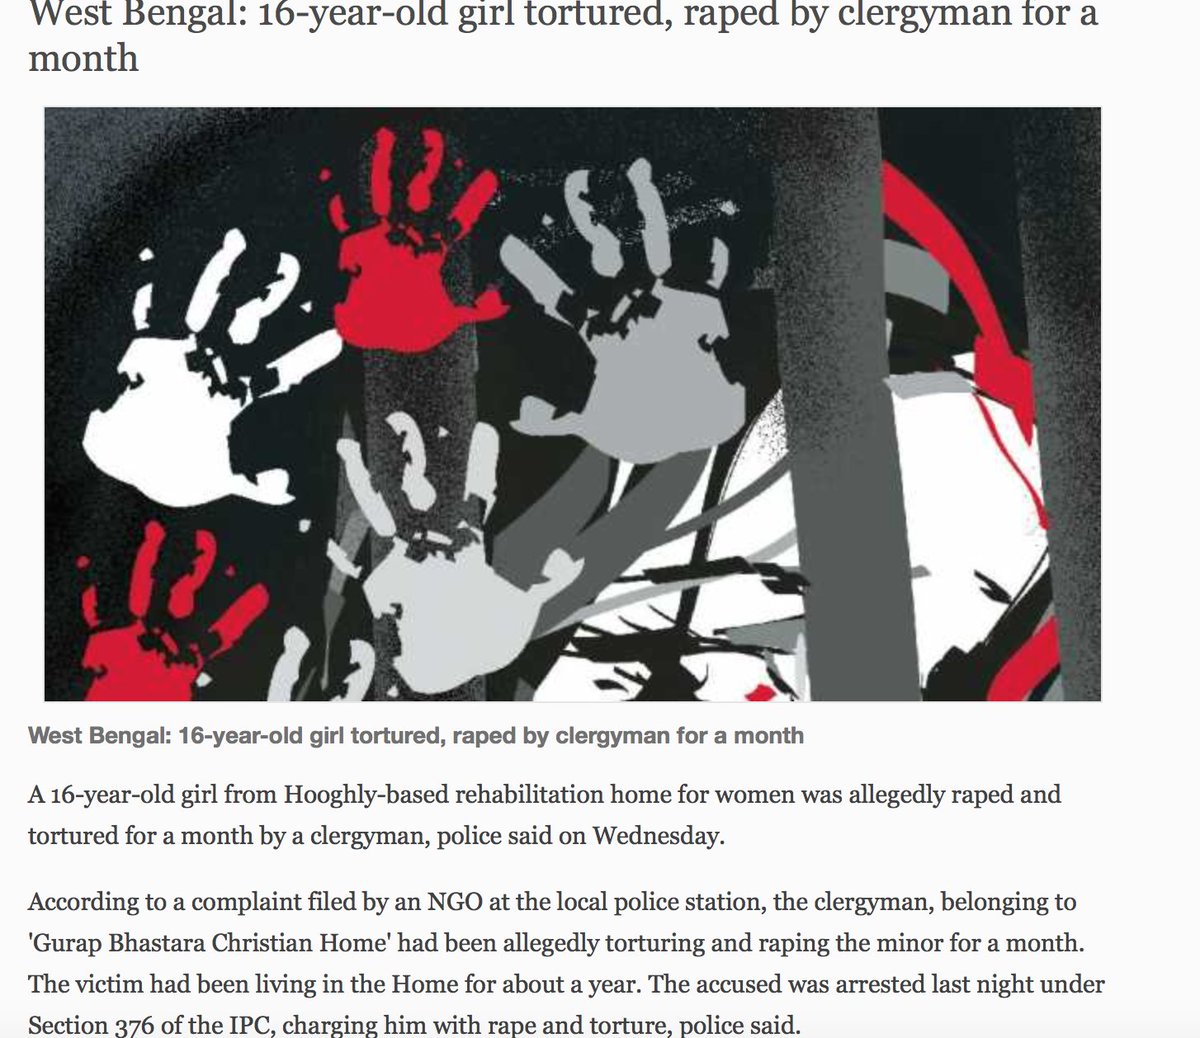 West Bengal: 16-year-old girl tortured, raped by clergyman for a
month
West Bengal: 16-year-old girl tortured, raped by clergyman for a month
A 16-year-old girl from Hooghly-based rehabilitation home for women was allegedly raped and
tortured for a month by a clergyman, police said on Wednesday.
According to a complaint filed by an NGO at the local police station, the clergyman, belonging to
'Gurap Bhastara Christian Home' had been allegedly torturing and raping the minor for a month.
The victim had been living in the Home for about a year. The accused was arrested last night under
Section 376 of the IPC, charging him with rape and torture, police said.